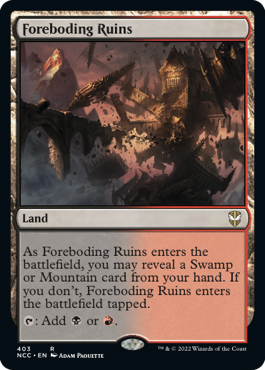 Foreboding Ruins
Land
As Foreboding Ruins enters the
battlefield, you may reveal a Swamp
or Mountain card from your hand. If
you don't, Foreboding Ruins enters
the battlefield tapped.
: Add or .
403 R
NCC • EN Adam Paquette
™ & © 2022 Wizards of the Coast